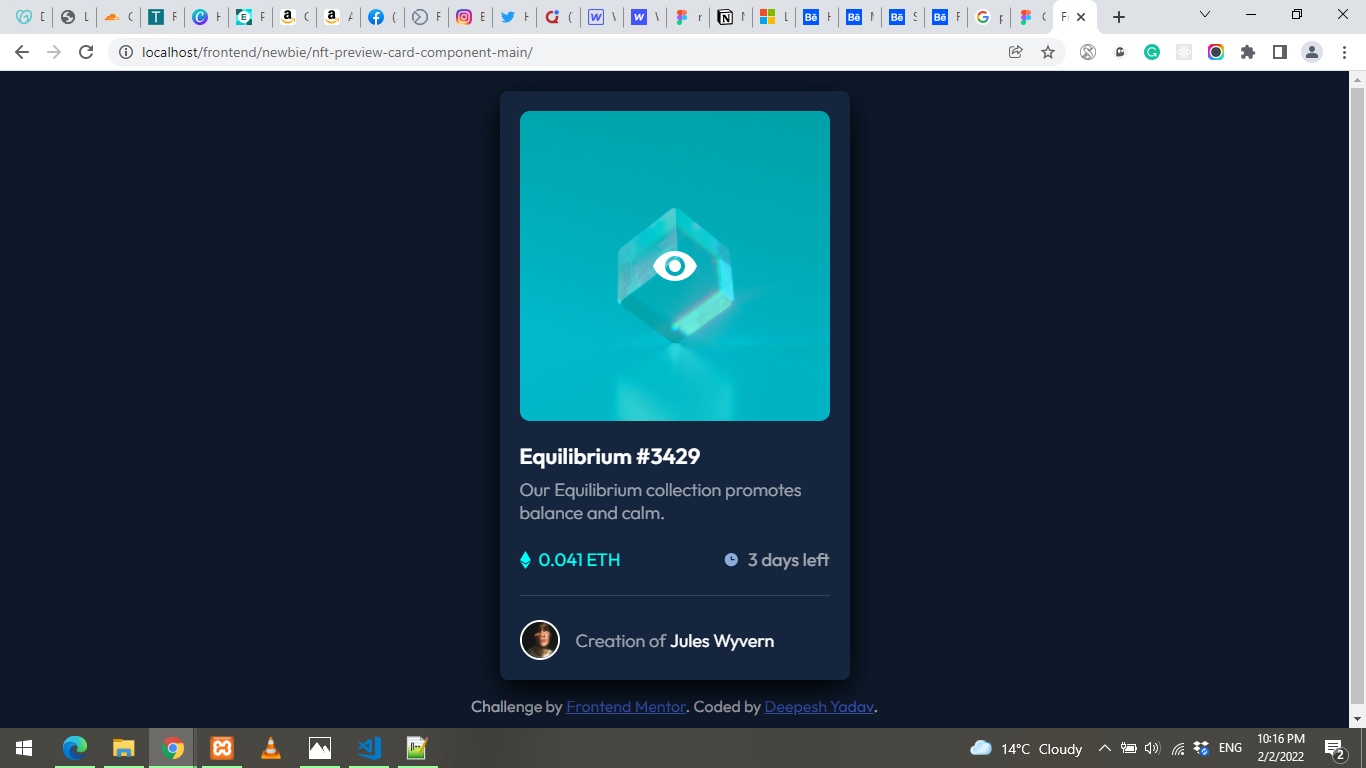 localhost/frontend/newbie/nft-preview-card-component-main/
Equilibrium #3429
Our Equilibrium collection promotes
balance and calm.
0.041 ETH
3 days left
Creation of Jules Wyvern
Challenge by Frontend Mentor. Coded by Deepesh Yadav.
14°C Cloudy
ENG
10:16 PM
2/2/2022
2